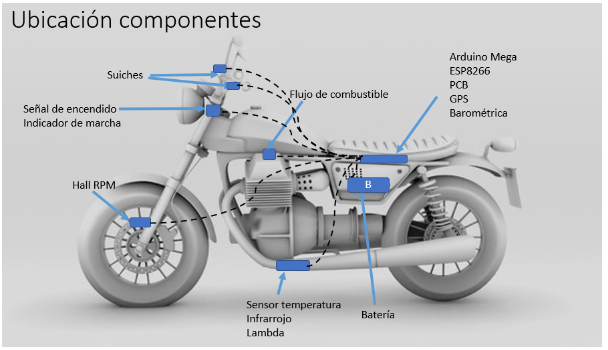 Ubicación componentes
Suiches
Señal de encendido
Indicador de marcha
Flujo de combustible
Arduino Mega
ESP8266
PCB
GPS
Barométrica
Hall RPM
B
Sensor temperatura
Infrarrojo
Lambda
Batería